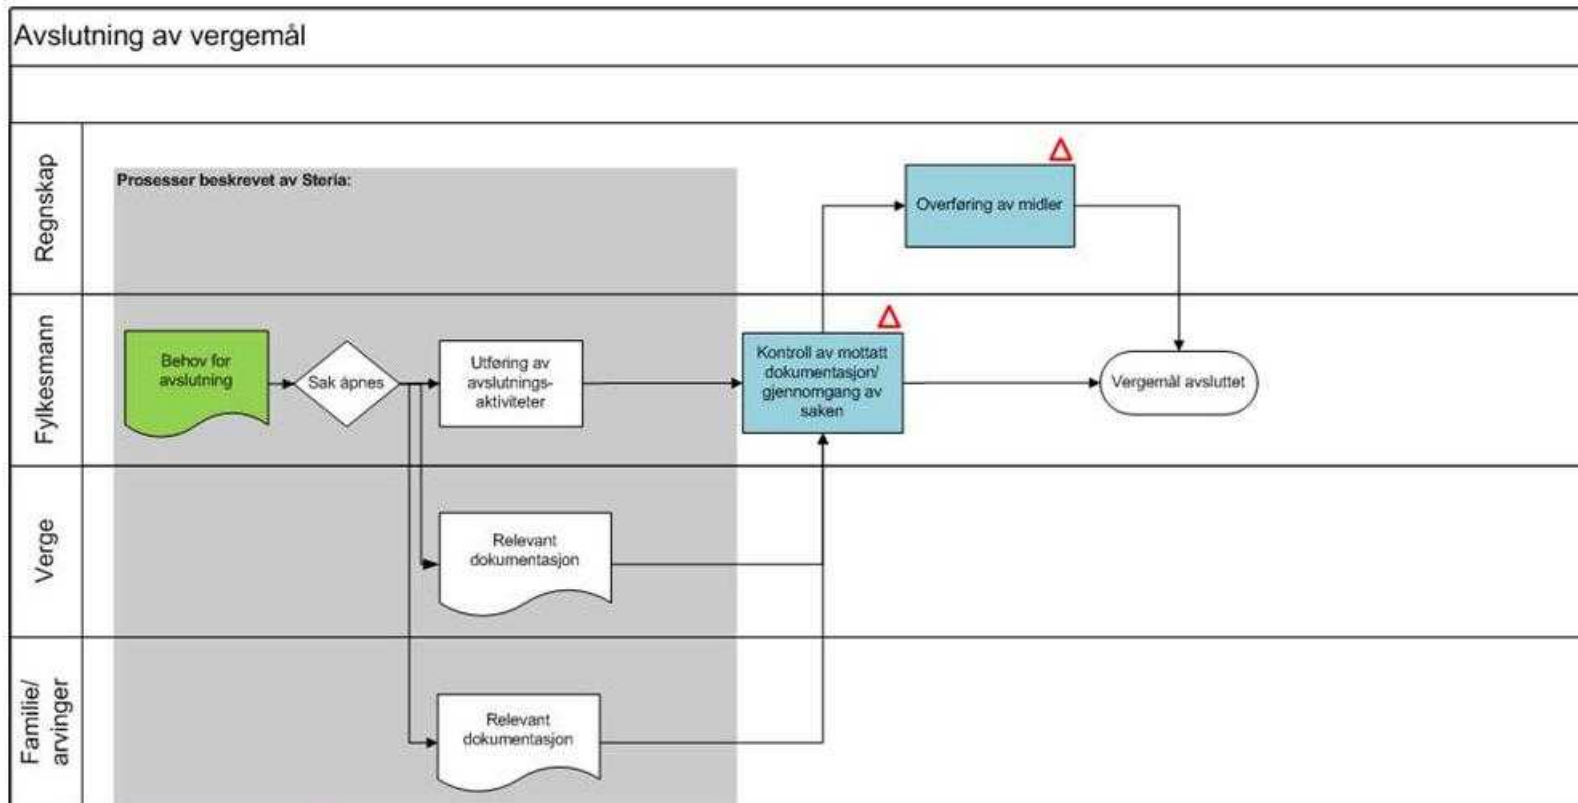 Avslutning av vergemål
Regnskap
Prosesser beskrevet av Steria:
Overføring av midler
Fylkesmann
Behov for
avslutning
Sak åpnes
Utføring av
avslutnings-
aktiviteter
Kontroll av mottatt
dokumentasjon/
gjennomgang av
saken
Vergemål avsluttet
Verge
Relevant
dokumentasjon
Familie/
arvinger
Relevant
dokumentasjon